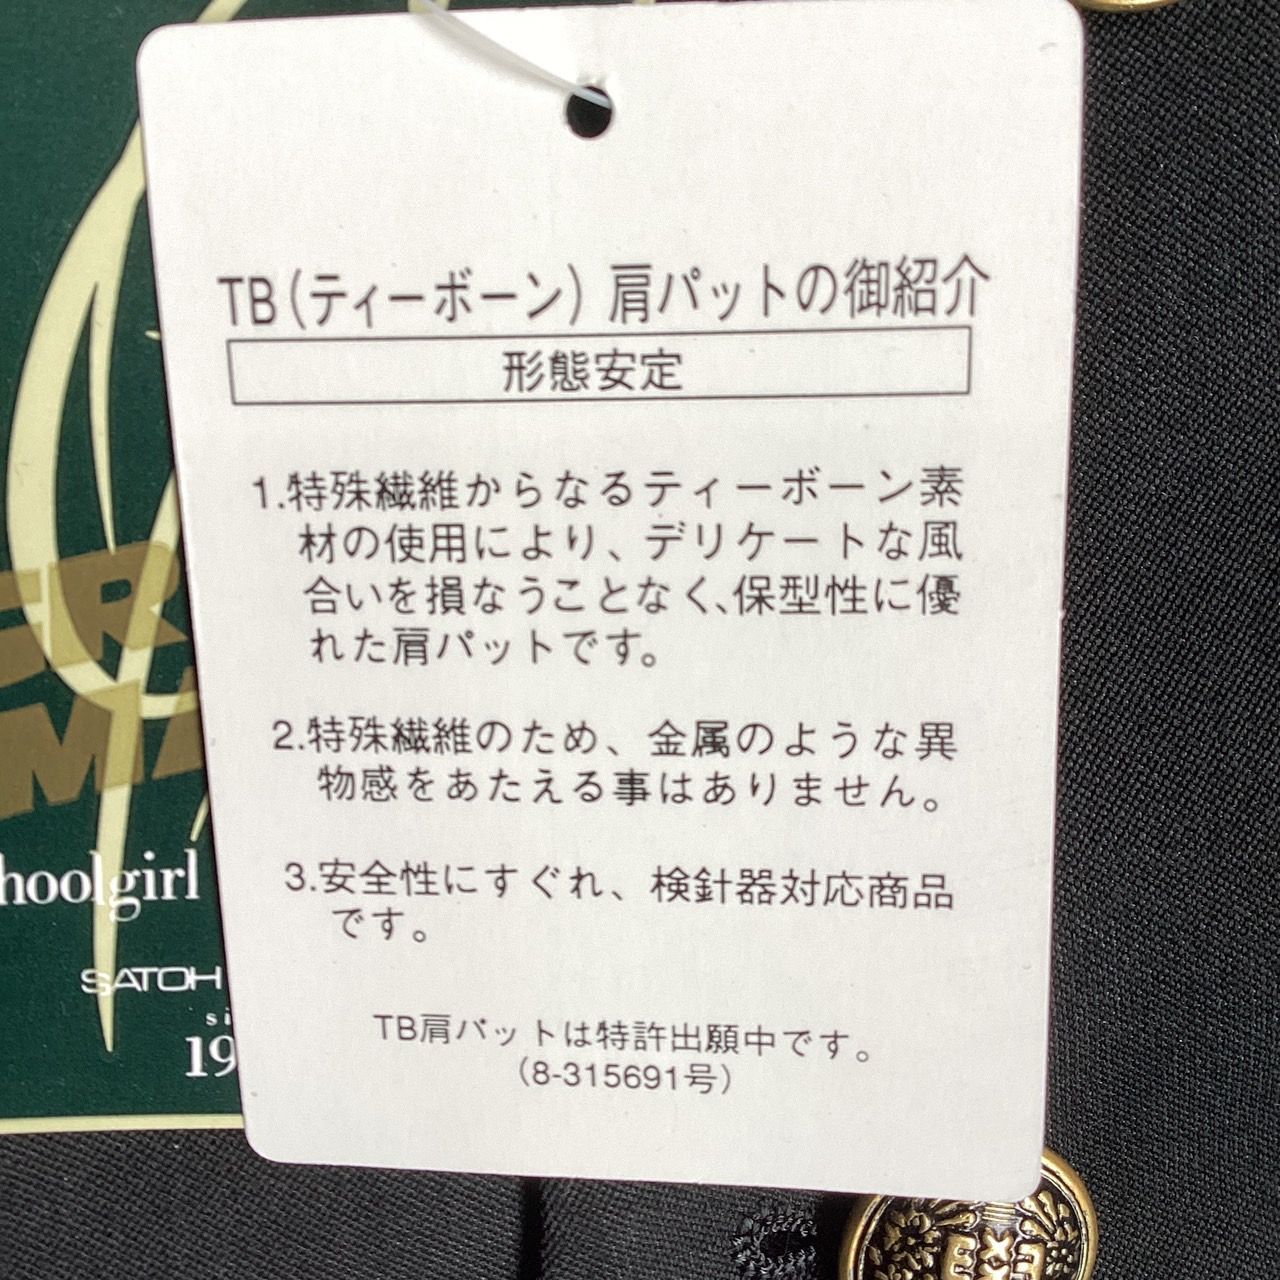 TB（ティーボーン）肩パットの御紹介
形態安定
1.特殊繊維からなるティーボーン素
材の使用により、デリケートな風
合いを損なうことなく、保型性に優
れた肩パットです。
2.特殊繊維のため、金属のような異
物感をあたえる事はありません。
3.安全性にすぐれ、検針器対応商品
です。
TB肩パットは特許出願中です。
（8-315691号）
hoolgirl
SATOH
si
19